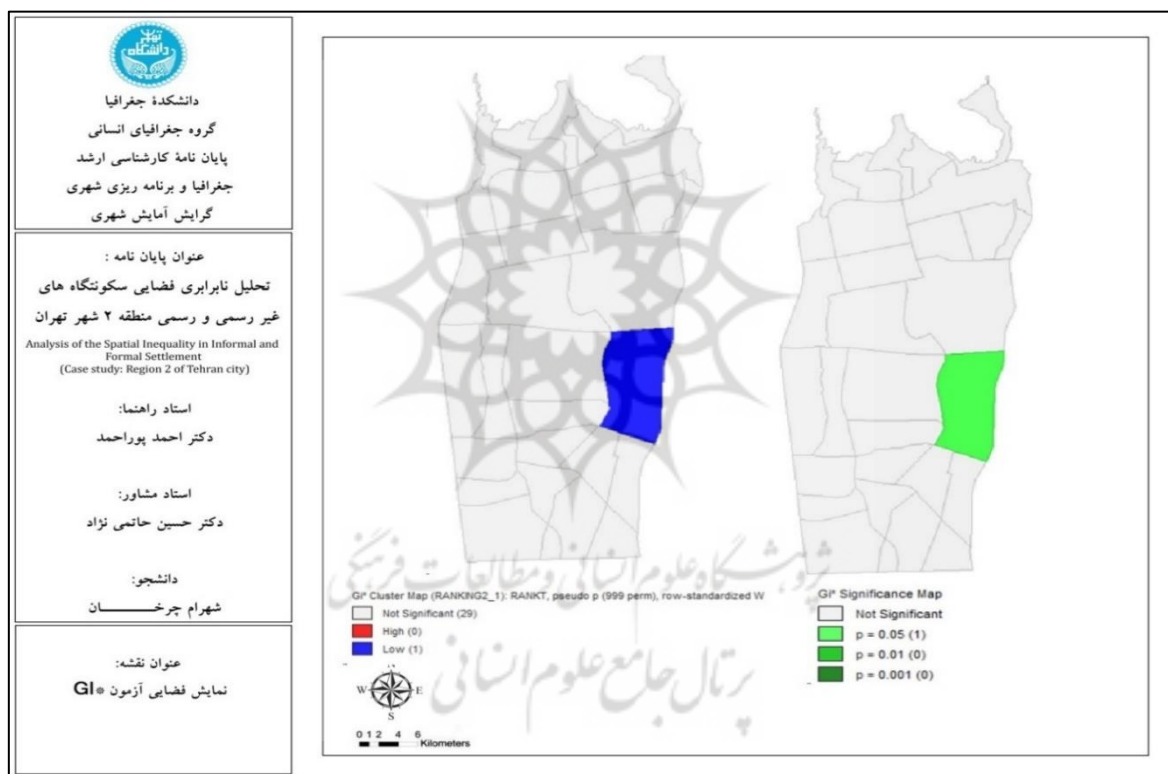 دانشگاه تهران
دانشکدهٔ جغرافیا
گروه جغرافیای انسانی
پایان نامهٔ کارشناسی ارشد
جغرافیا و برنامه ریزی شهری
گرایش آمایش شهری
عنوان پایان نامه :
تحلیل نابرابری فضایی سکونتگاه های
غیر رسمی و رسمی منطقه ۲ شهر تهران
Analysis of the Spatial Inequality in Informal and
Formal Settlement
(Case study: Region 2 of Tehran city)
استاد راهنما:
دکتر احمد پوراحمد
استاد مشاور:
دکتر حسین حاتمی نژاد
دانشجو:
شهرام چرخــــــــان
عنوان نقشه:
نمایش فضایی آزمون GI*
پژوهشگاه علوم انسانی و مطالعات فرهنگی
پرتال جامع علوم انسانی
Gi* Cluster Map (RANKING2_1): RANKT, pseudo p (999 perm), row-standardized W
Not Significant (29)
High (0)
Low (1)
W E
S
0 1 2 4 6
Kilometers
Gi* Significance Map
Not Significant
p = 0.05 (1)
p = 0.01 (0)
p = 0.001 (0)